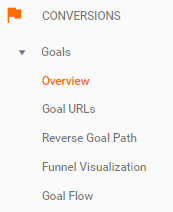 CONVERSIONS
Goals
Overview
Goal URLs
Reverse Goal Path
Funnel Visualization
Goal Flow